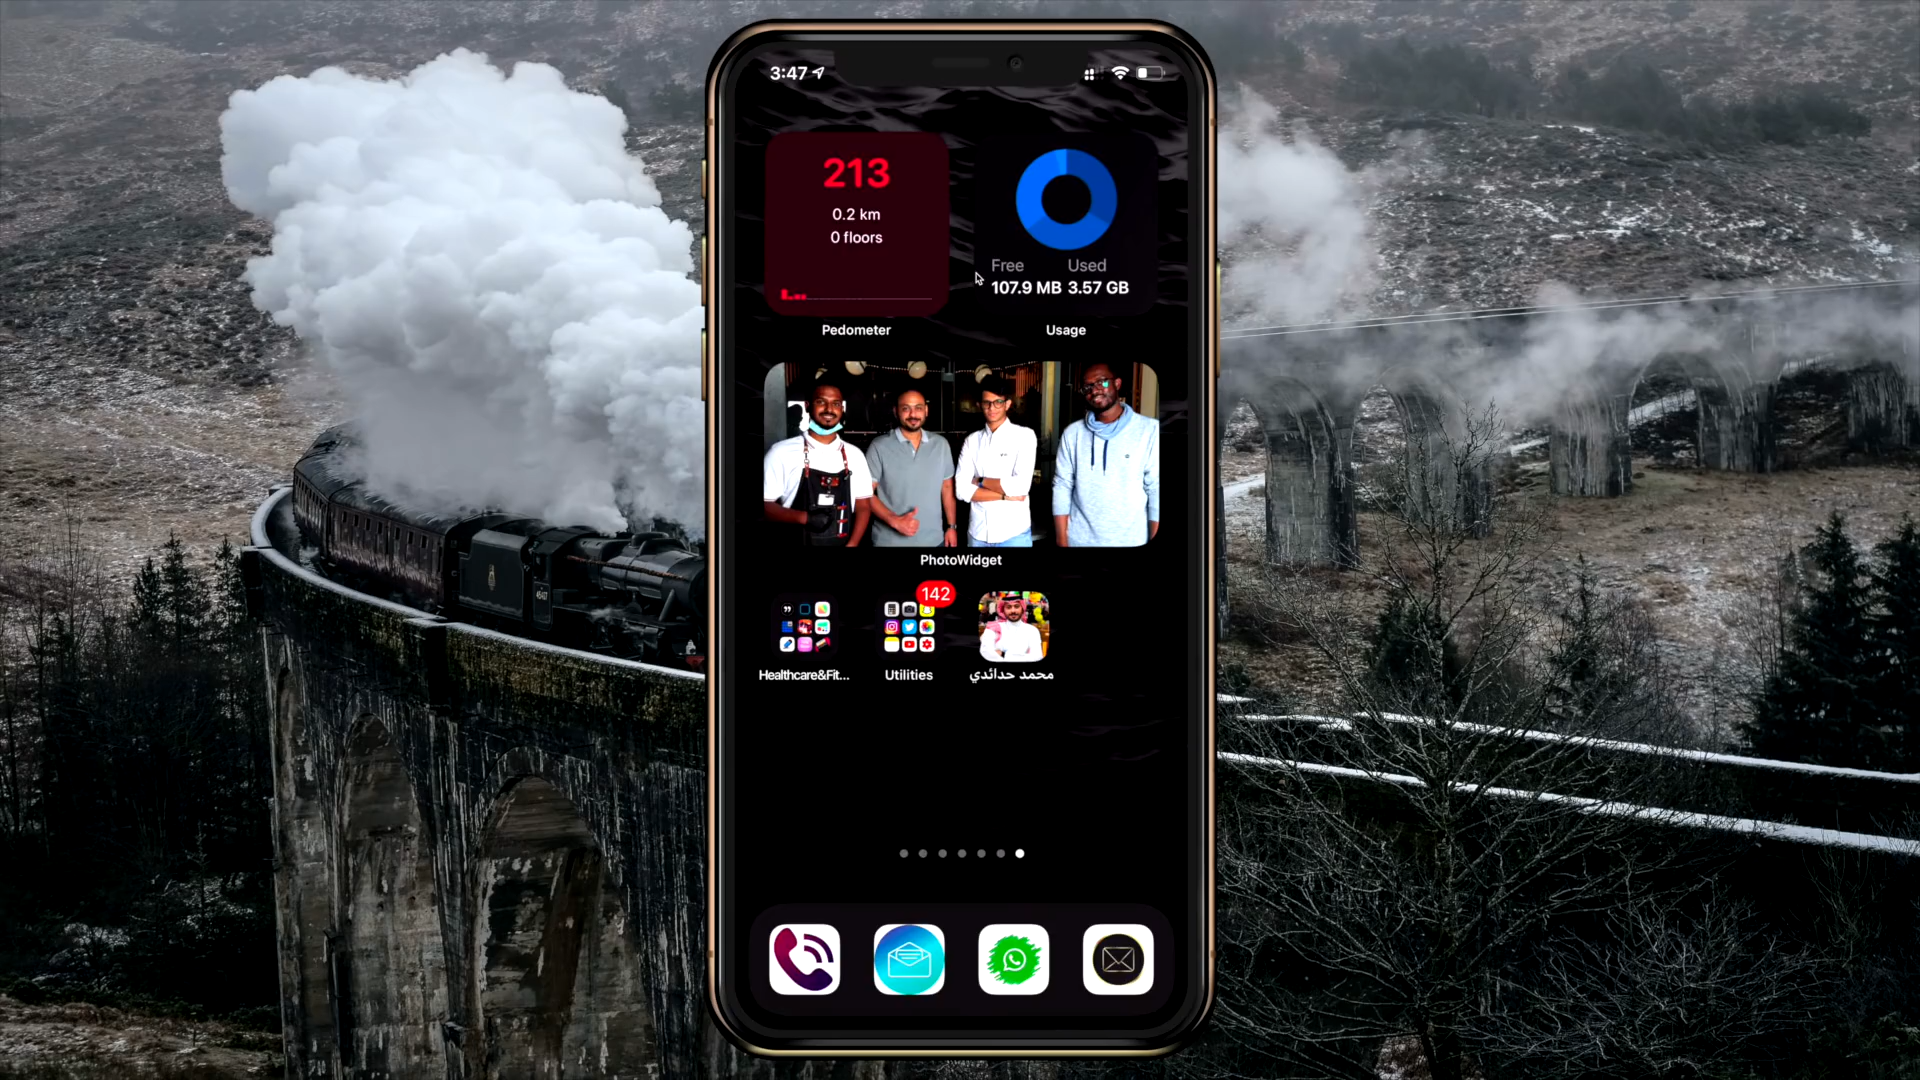 3:47
213
0.2 km
0 floors
Pedometer
Free Used
107.9 MB 3.57 GB
Usage
PhotoWidget
142
Healthcare&Fit...
Utilities
محمد حدائدي